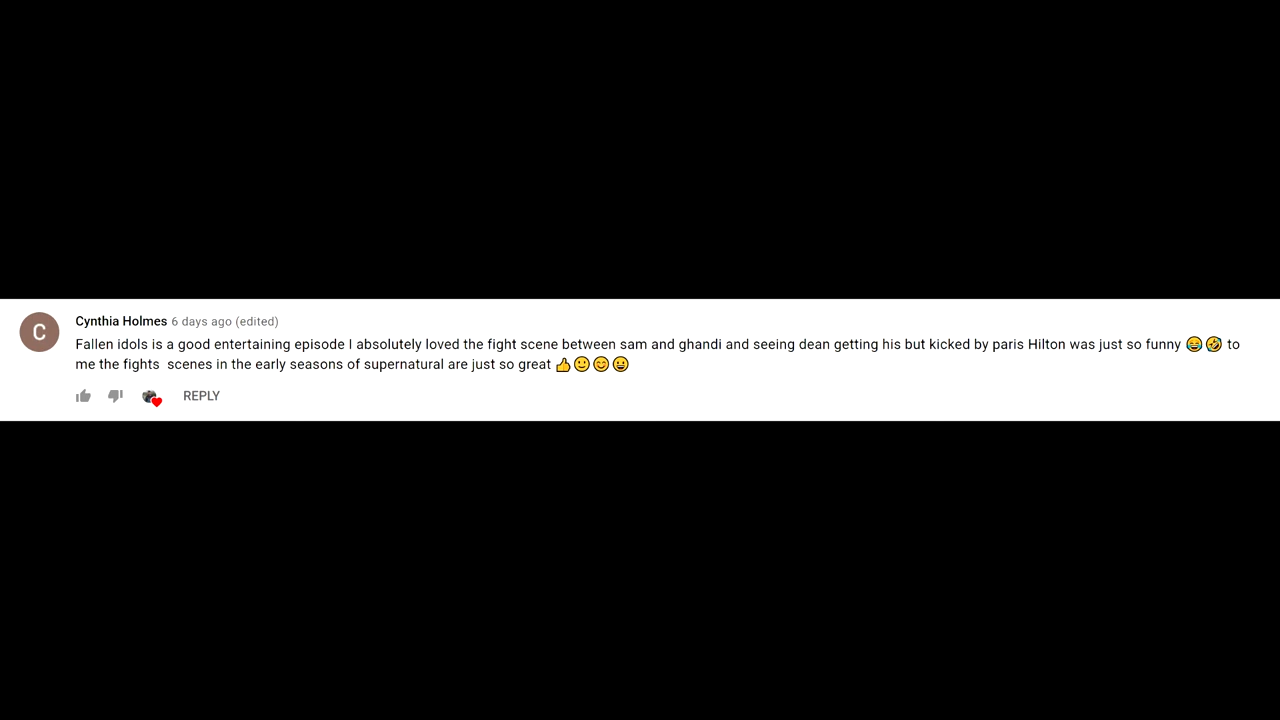 C
Cynthia Holmes 6 days ago (edited)
Fallen idols is a good entertaining episode I absolutely loved the fight scene between sam and ghandi and seeing dean getting his but kicked by paris Hilton was just so funny 😂🤣 to
me the fights  scenes in the early seasons of supernatural are just so great 👍🙂😊😀
REPLY